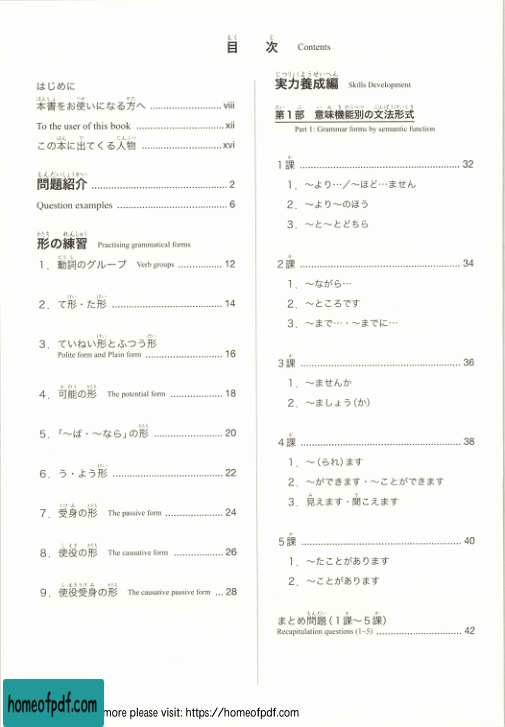 目 次 Contents
はじめに
本書をお使いになる方へ ........................ viii
To the user of this book ........................ xii
この本に出てくる人物 ........................ xvi
問題紹介 ........................ 2
Question examples ........................ 6
形の練習 Practising grammatical forms
1．動詞のグループ Verb groups ................ 12
2．て形・た形 ........................ 14
3．ていねい形とふつう形
Polite form and Plain form ........................ 16
4．可能の形 The potential form ................ 18
5．「～ば・～なら」の形 ........................ 20
6．う・よう形 ........................ 22
7．受身の形 The passive form ................ 24
8．使役の形 The causative form ................ 26
9．使役受身の形 The causative passive form ... 28
実力養成編 Skills Development
第1部 意味機能別の文法形式
Part 1: Grammar forms by semantic function
1課 ........................ 32
1．～より…/～ほど…ません
2．～より～のほう
3．～と～とどちら
2課 ........................ 34
1．～ながら…
2．～ところです
3．～まで…・～までに…
3課 ........................ 36
1．～ませんか
2．～ましょう(か)
4課 ........................ 38
1．～(られ)ます
2．～ができます・～ことができます
3．見えます・聞こえます
5課 ........................ 40
1．～たことがあります
2．～ことがあります
まとめ問題(1課～5課)
Recapitulation questions (1~5) ........................ 42
homeofpdf.com
more please visit: https://homeofpdf.com